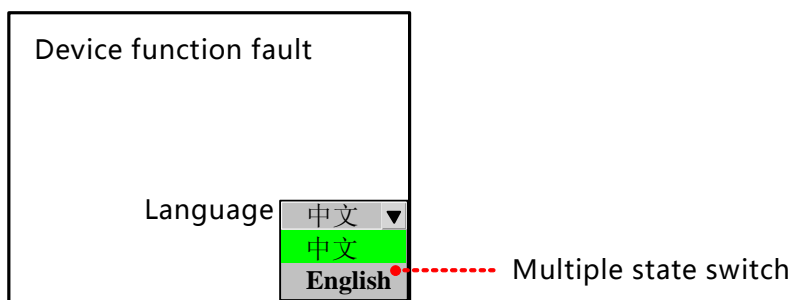 Device function fault
Language
中文
中文
English
Multiple state switch